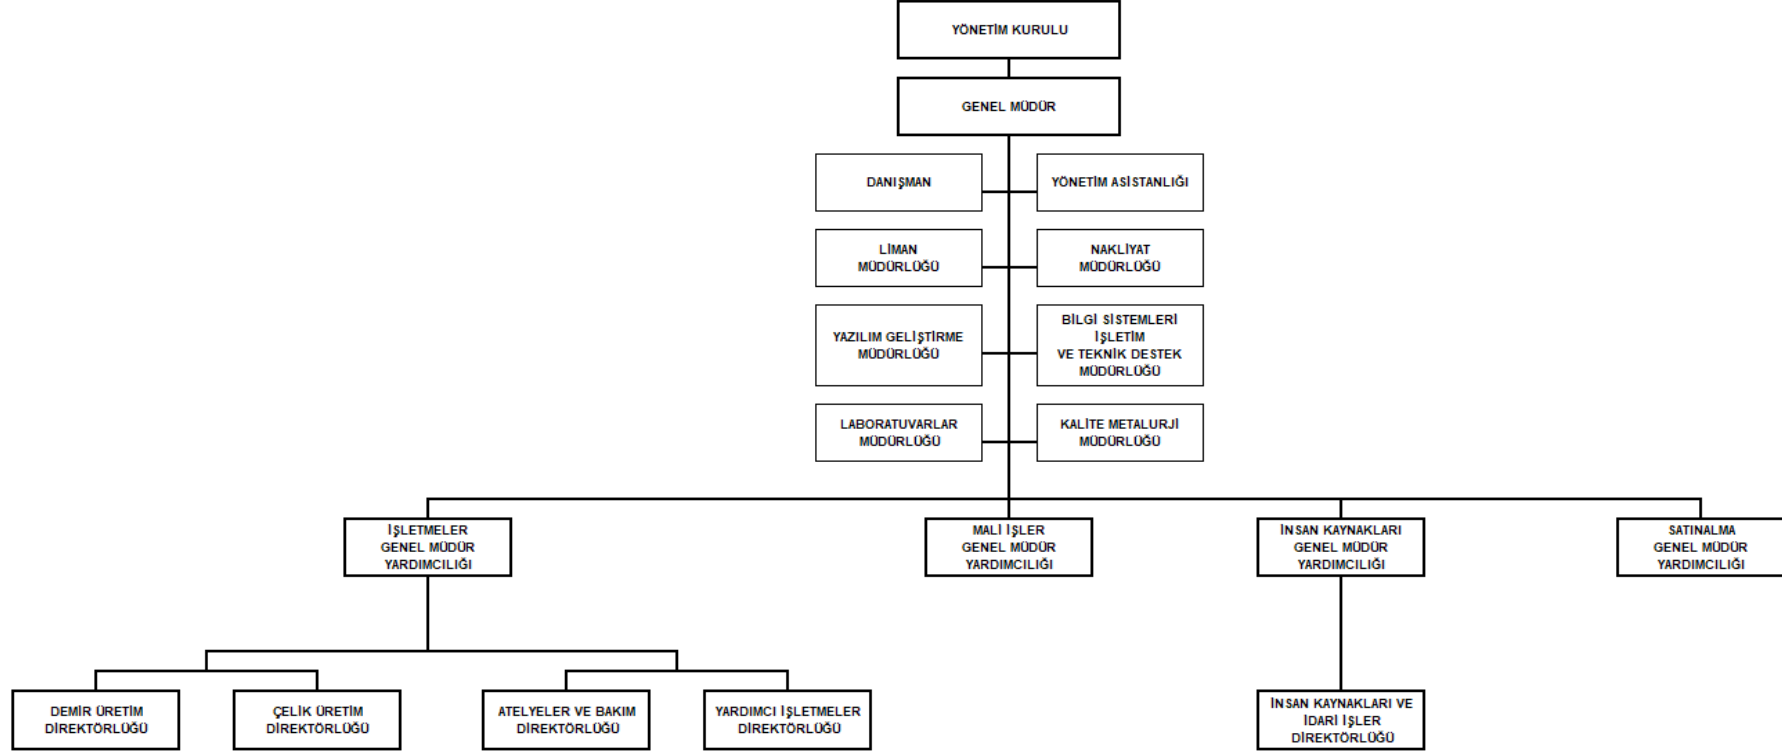 YÖNETİM KURULU
GENEL MÜDÜR
DANIŞMAN
YÖNETİM ASİSTANLIĞI
LİMAN
MÜDÜRLÜĞÜ
NAKLİYAT
MÜDÜRLÜĞÜ
YAZILIM GELİŞTİRME
MÜDÜRLÜĞÜ
BİLGİ SİSTEMLERİ
İŞLETİM
VE TEKNİK DESTEK
MÜDÜRLÜĞÜ
LABORATUVARLAR
MÜDÜRLÜĞÜ
KALİTE METALURJİ
MÜDÜRLÜĞÜ
İŞLETMELER
GENEL MÜDÜR
YARDIMCILIĞI
MALİ İŞLER
GENEL MÜDÜR
YARDIMCILIĞI
İNSAN KAYNAKLARI
GENEL MÜDÜR
YARDIMCILIĞI
SATINALMA
GENEL MÜDÜR
YARDIMCILIĞI
DEMİR ÜRETİM
DİREKTÖRLÜĞÜ
ÇELİK ÜRETİM
DİREKTÖRLÜĞÜ
ATELYELER VE BAKIM
DİREKTÖRLÜĞÜ
YARDIMCI İŞLETMELER
DİREKTÖRLÜĞÜ
İNSAN KAYNAKLARI VE
İDARİ İŞLER
DİREKTÖRLÜĞÜ